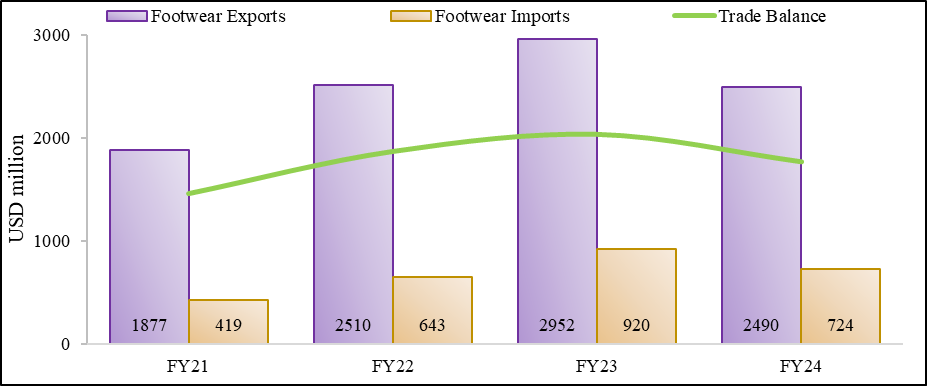 Footwear Exports Footwear Imports Trade Balance
USD million
3000
2000
1000
0
1877 419 2510 643 2952 920 2490 724
FY21 FY22 FY23 FY24